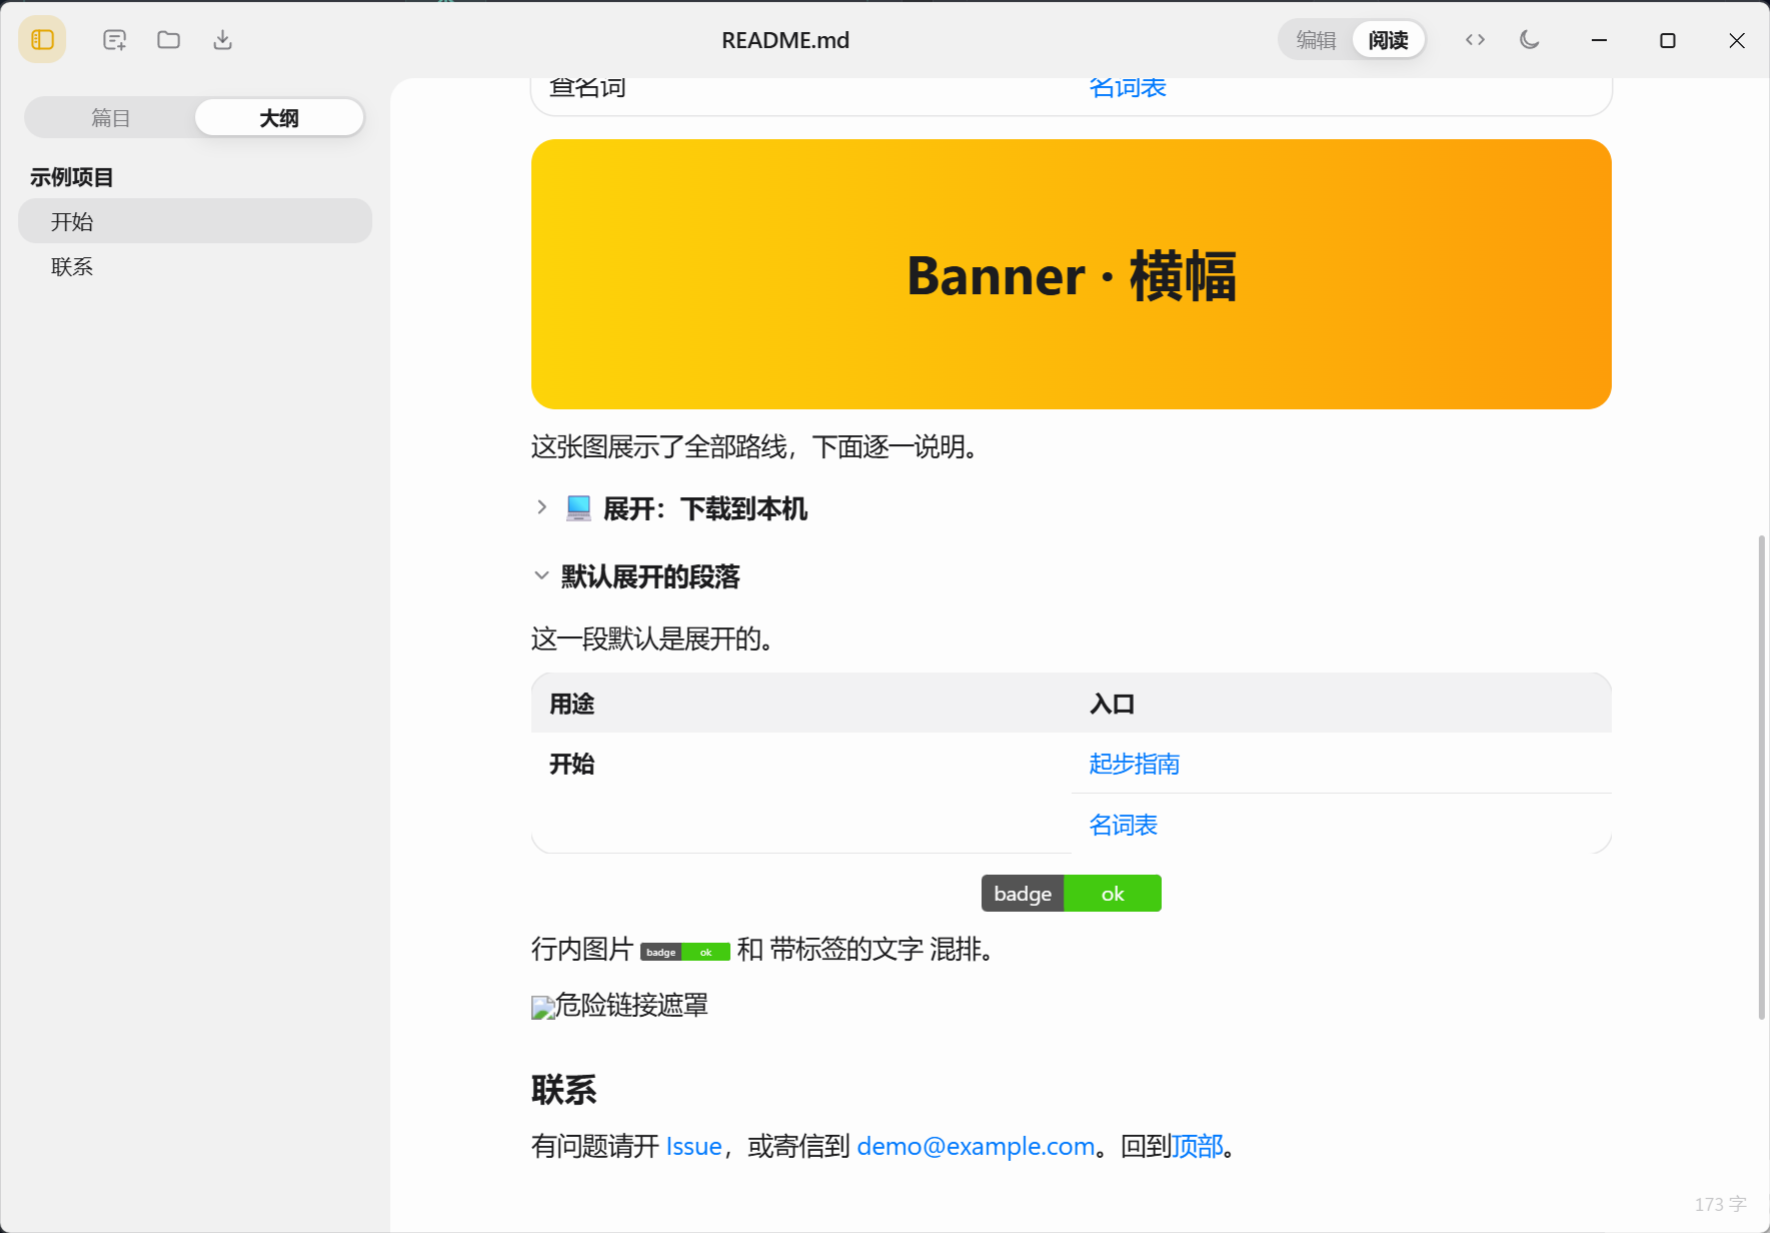 README.md
编辑
阅读
篇目
大纲
示例项目
开始
联系
查名词
名词表
Banner · 横幅
这张图展示了全部路线，下面逐一说明。
展开：下载到本机
默认展开的段落
这一段默认是展开的。
用途
入口
开始
起步指南
名词表
badge ok
行内图片 badge ok 和 带标签的文字 混排。
危险链接遮罩
联系
有问题请开 Issue，或寄信到 demo@example.com。回到顶部。
173 字